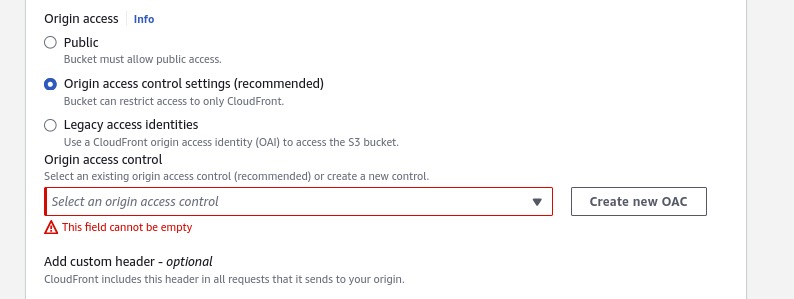 Origin access Info
Public
Bucket must allow public access.
Origin access control settings (recommended)
Bucket can restrict access to only CloudFront.
Legacy access identities
Use a CloudFront origin access identity (OAI) to access the S3 bucket.
Origin access control
Select an existing origin access control (recommended) or create a new control.
Select an origin access control Create new OAC
This field cannot be empty
Add custom header - optional
CloudFront includes this header in all requests that it sends to your origin.